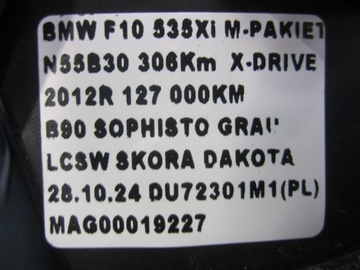 BMW F10 535Xi M-PAKIET
N55B30 306Km X-DRIVE
2012R 127 000KM
B90 SOPHISTO GRAU
LCSW SKORA DAKOTA
28.10.24 DU72301M1(PL)
MAG00019227